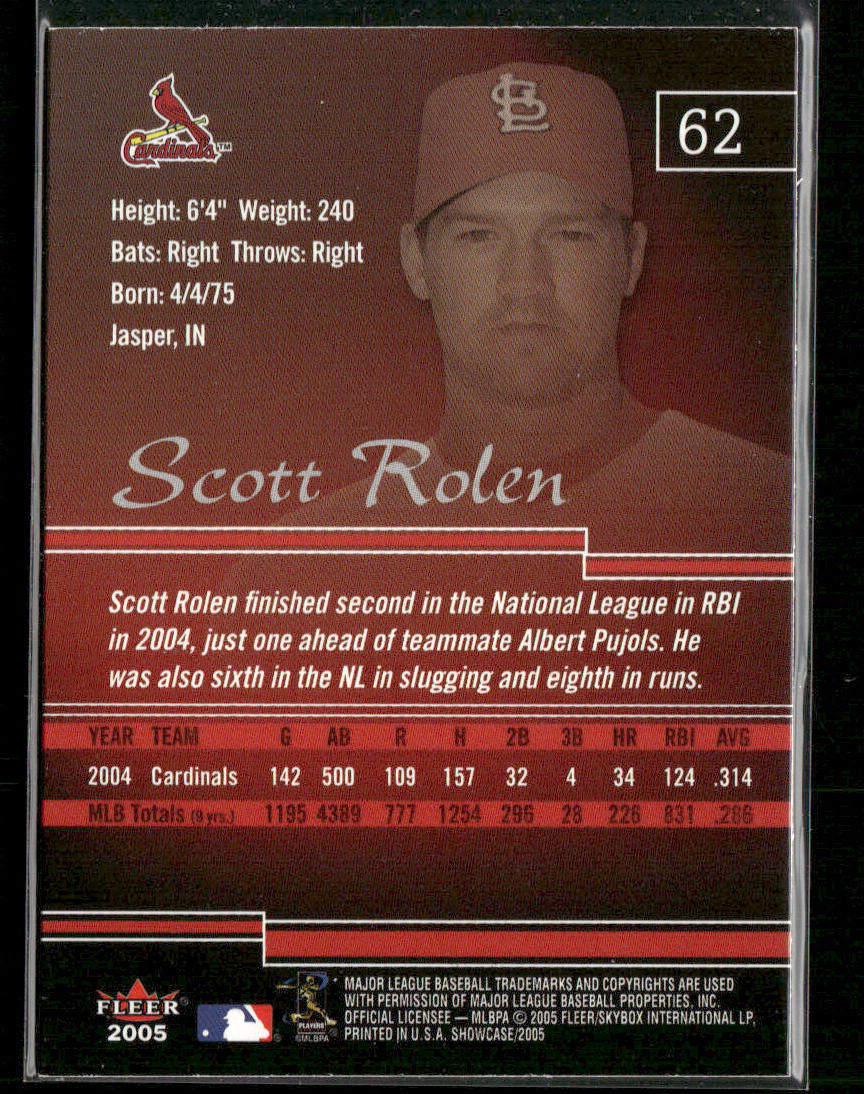 Cardinals™
62
Height: 6'4" Weight: 240
Bats: Right Throws: Right
Born: 4/4/75
Jasper, IN
Scott Rolen
Scott Rolen finished second in the National League in RBI
in 2004, just one ahead of teammate Albert Pujols. He
was also sixth in the NL in slugging and eighth in runs.
YEAR TEAM G AB R H 2B 3B HR RBI AVG
2004 Cardinals 142 500 109 157 32 4 34 124 .314
MLB Totals (9 yrs.) 1195 4389 777 1254 296 28 226 831 .286
FLEER®
2005
PLAYERS
©MLBPA
MAJOR LEAGUE BASEBALL TRADEMARKS AND COPYRIGHTS ARE USED
WITH PERMISSION OF MAJOR LEAGUE BASEBALL PROPERTIES, INC.
OFFICIAL LICENSEE — MLBPA © 2005 FLEER/SKYBOX INTERNATIONAL LP,
PRINTED IN U.S.A. SHOWCASE/2005